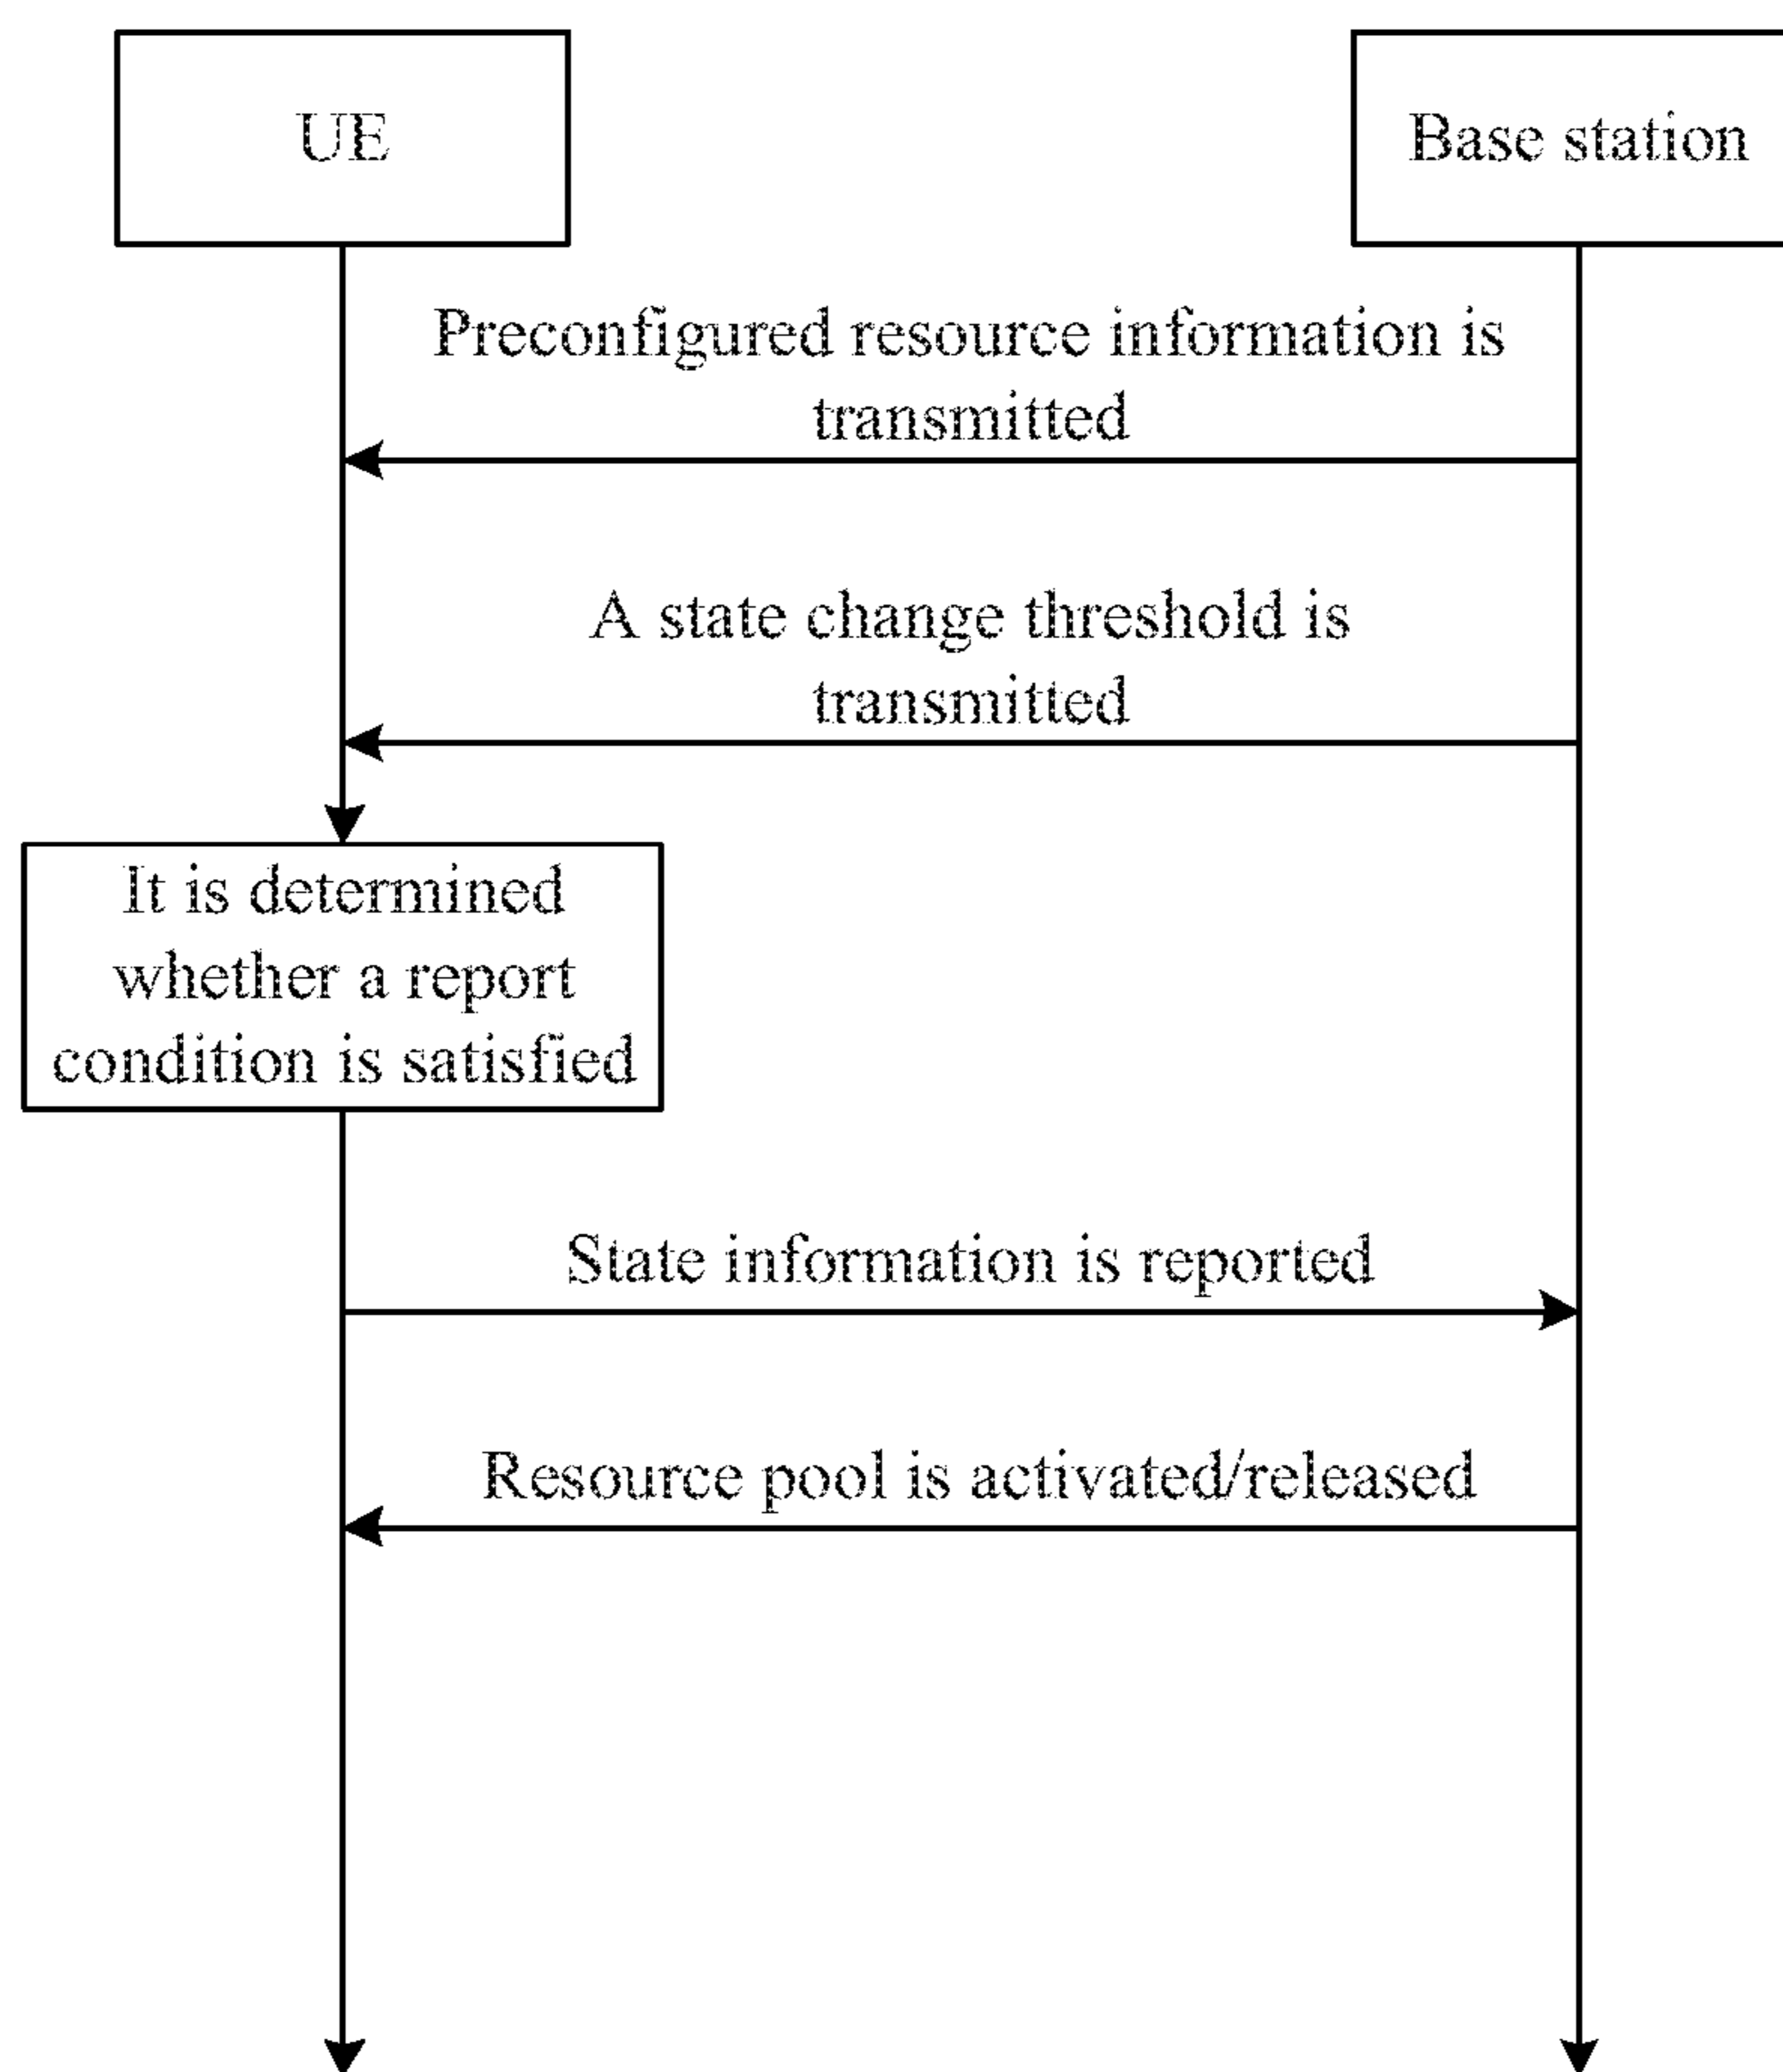 UE
Base station
Preconfigured resource information is
transmitted
A state change threshold is
transmitted
It is determined
whether a report
condition is satisfied
State information is reported
Resource pool is activated/released